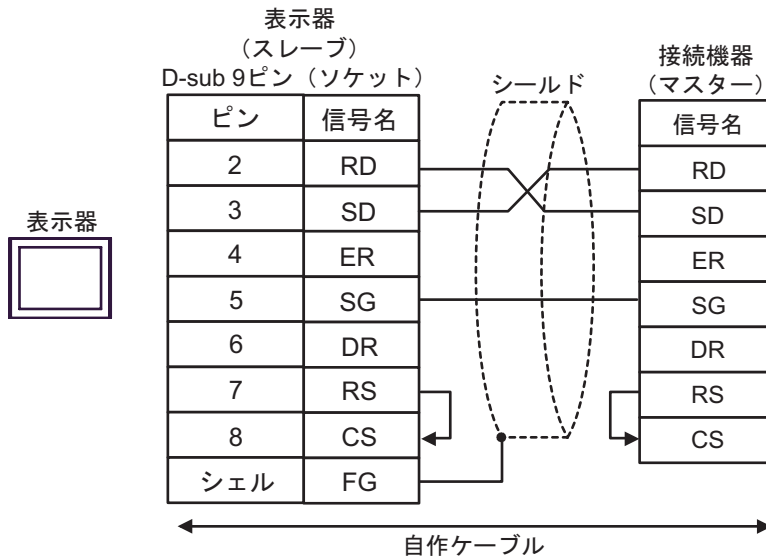 表示器
（スレーブ）
D-sub 9ピン（ソケット）
シールド
接続機器
（マスター）
表示器
ピン 信号名
2 RD
3 SD
4 ER
5 SG
6 DR
7 RS
8 CS
シェル FG
信号名
RD
SD
ER
SG
DR
RS
CS
自作ケーブル